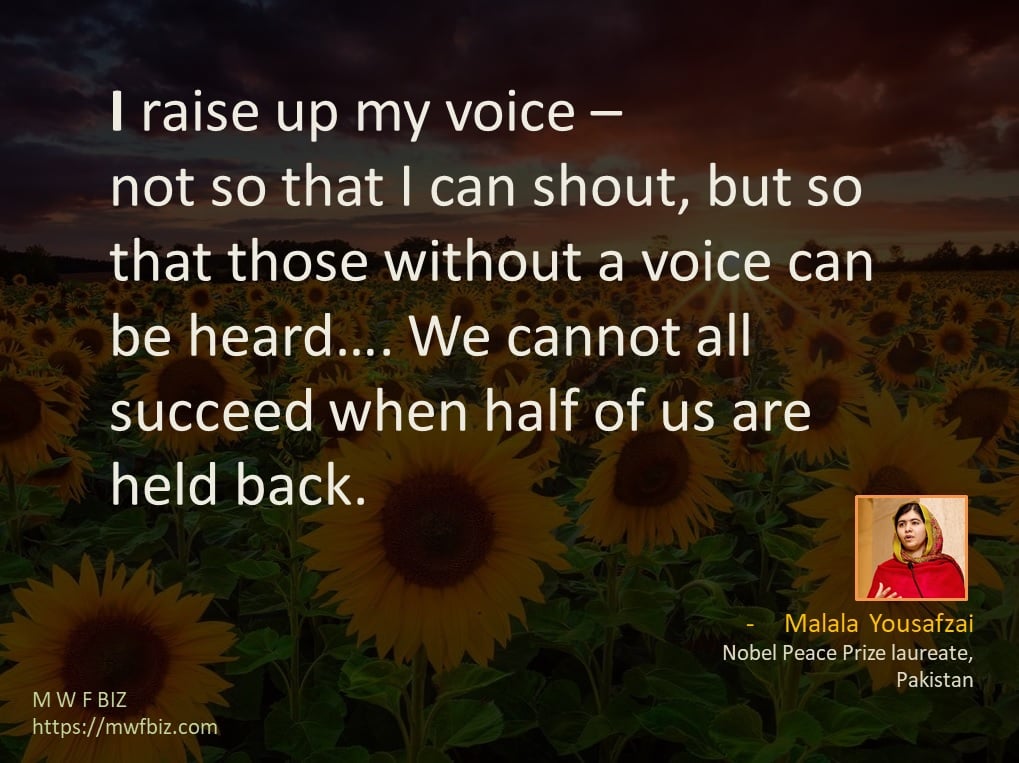 I raise up my voice –
not so that I can shout, but so
that those without a voice can
be heard…. We cannot all
succeed when half of us are
held back.
- Malala Yousafzai
Nobel Peace Prize laureate,
Pakistan
M W F BIZ
https://mwfbiz.com